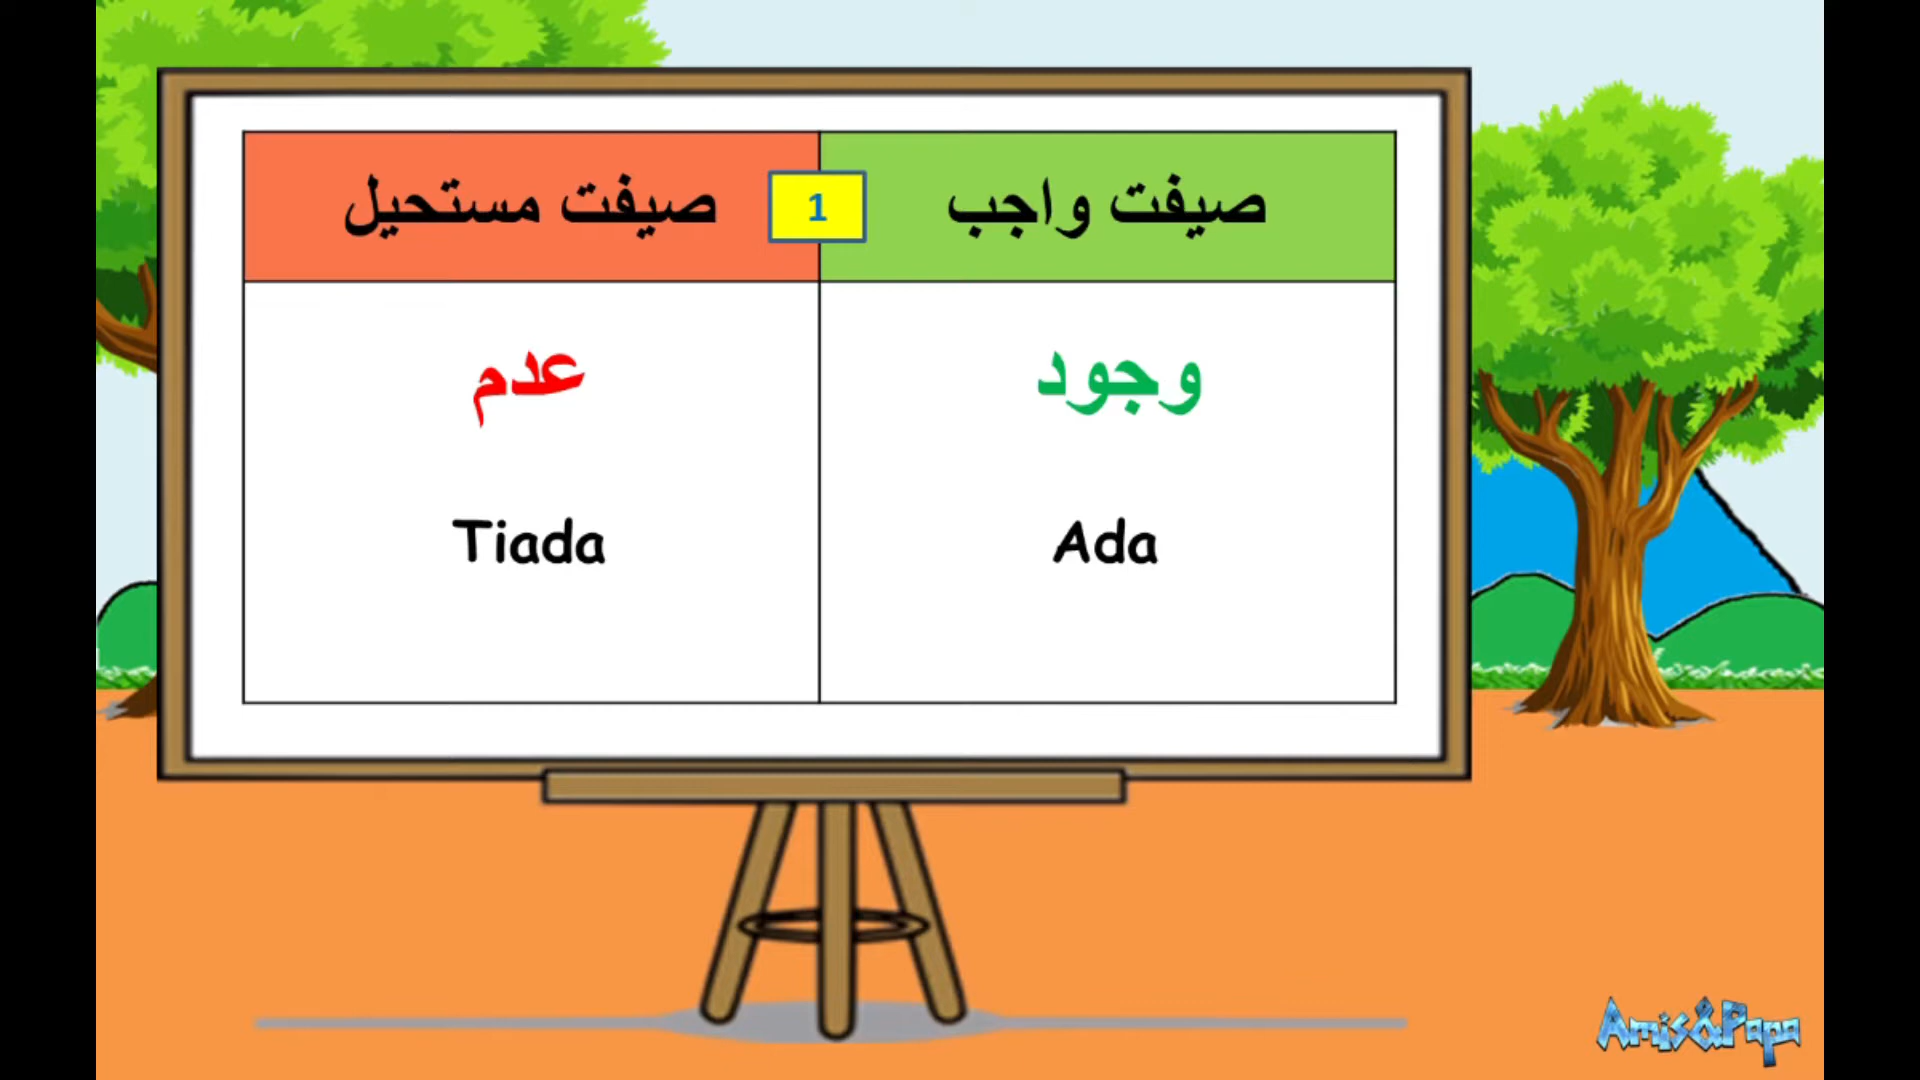 صيفت واجب
1
صيفت مستحيل
وجود
عدم
Ada
Tiada
Amis&Papa